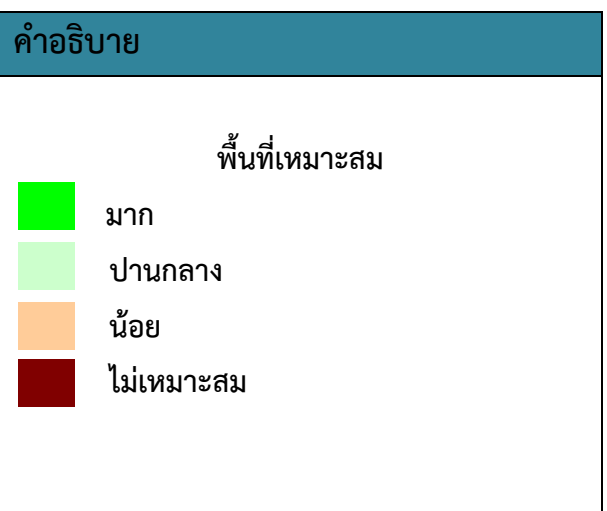 คำอธิบาย
พื้นที่เหมาะสม
มาก
ปานกลาง
น้อย
ไม่เหมาะสม